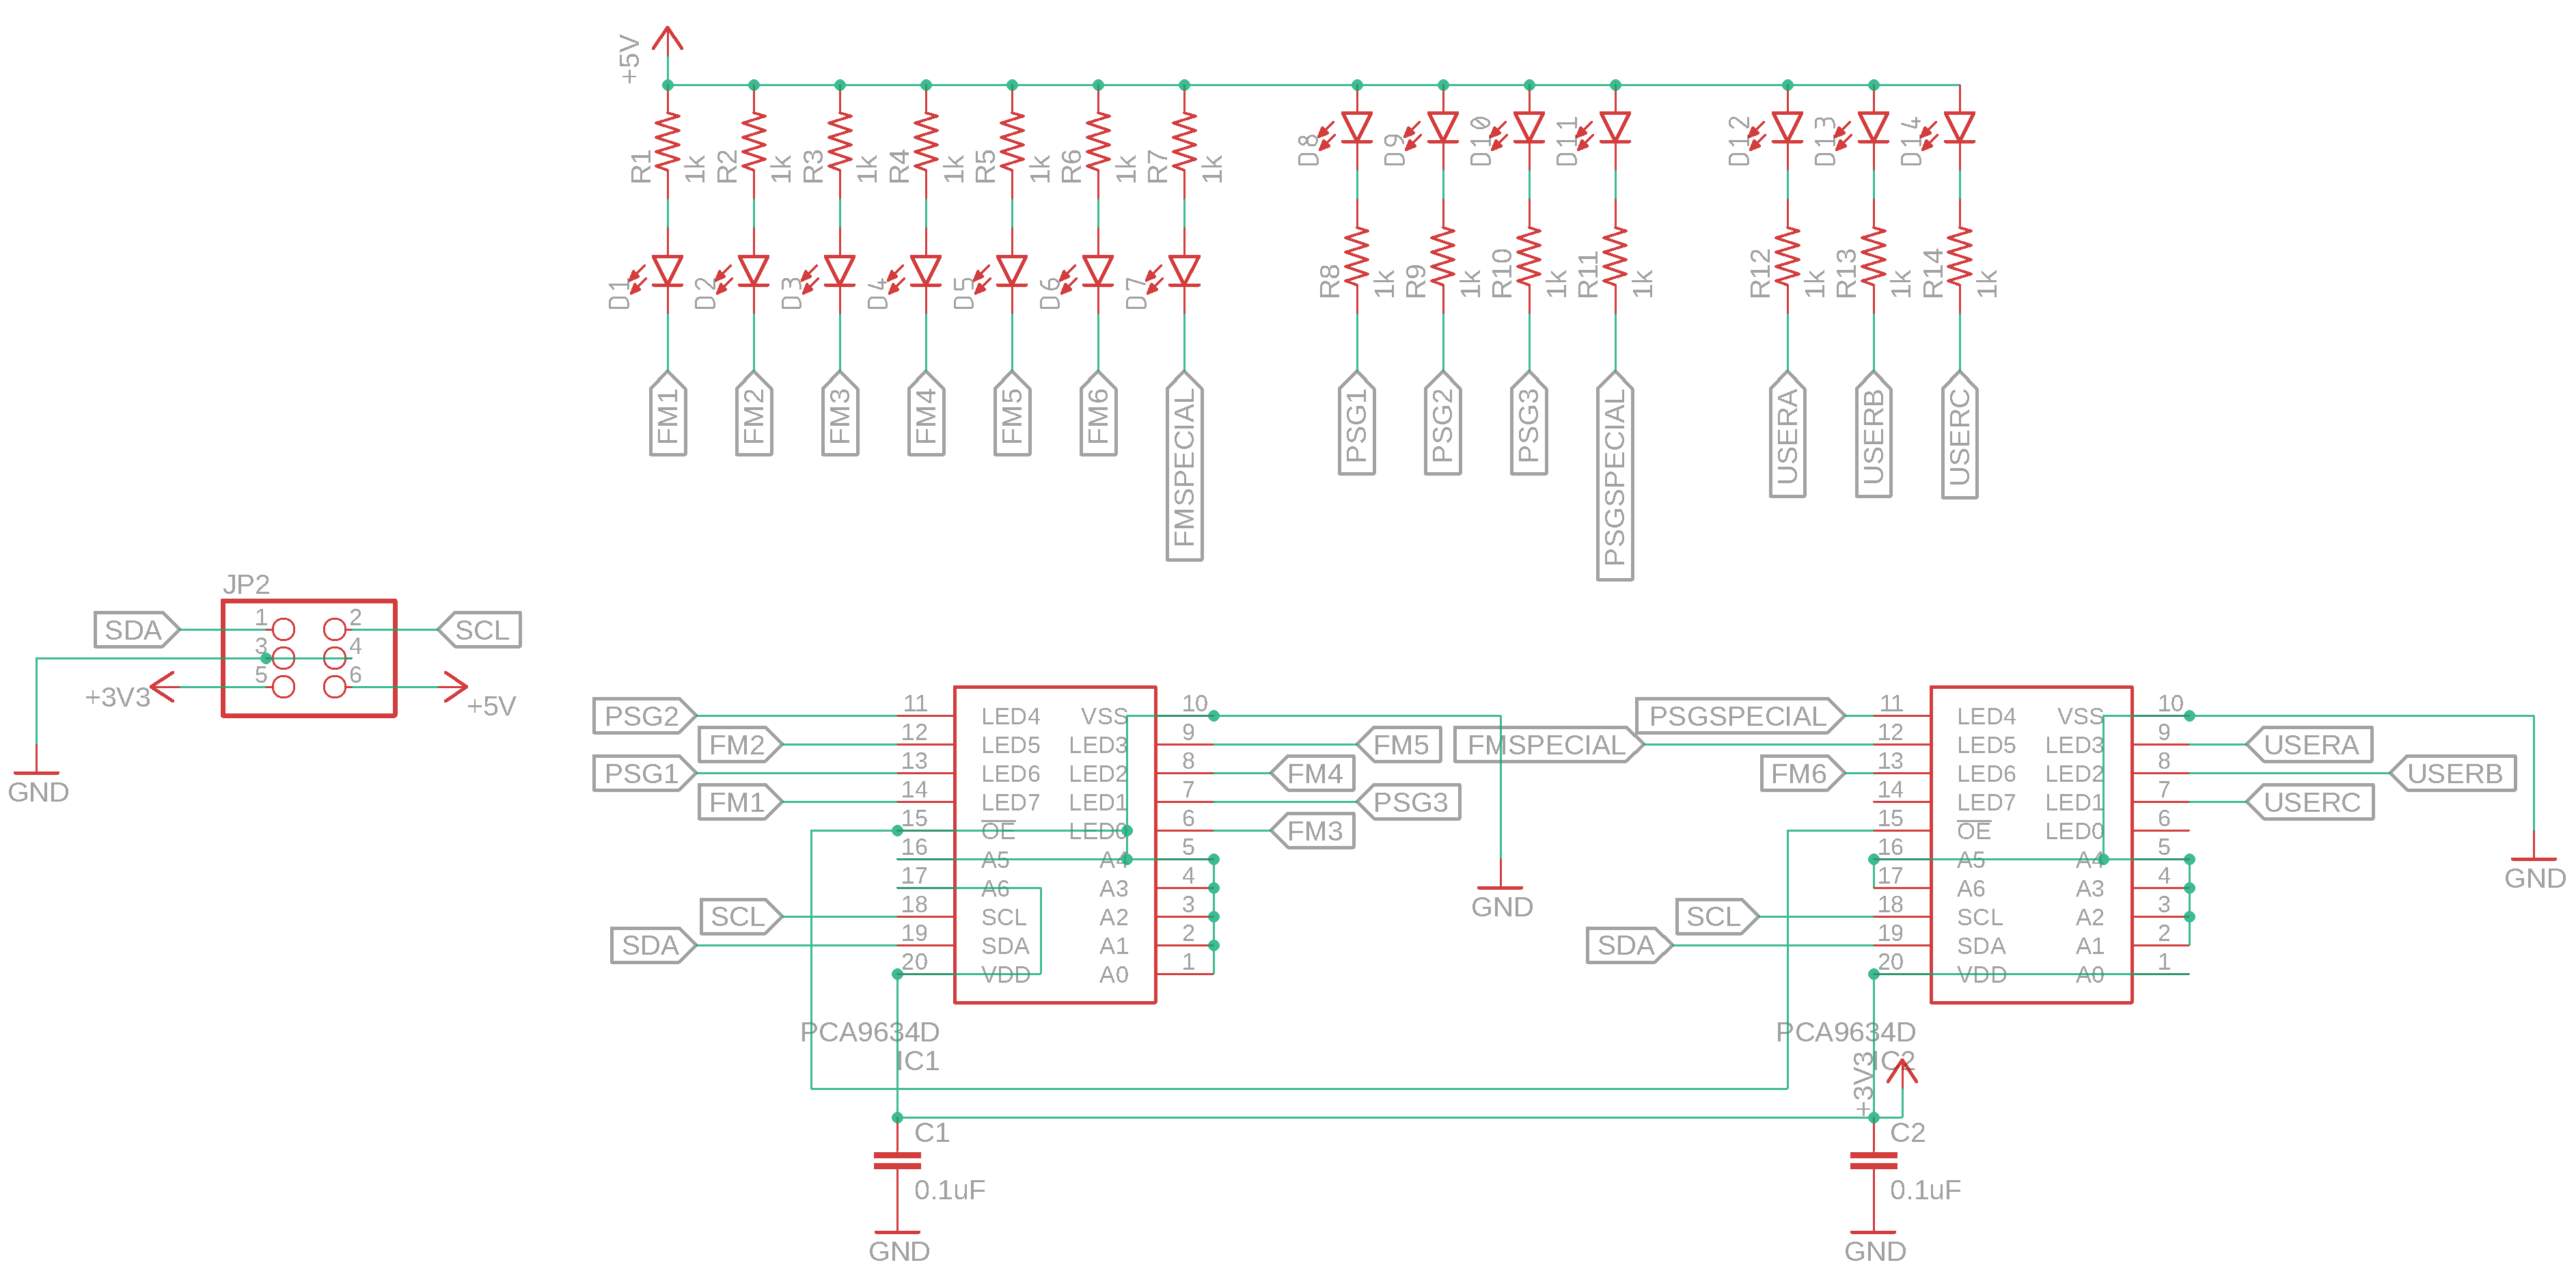 +5V
R1 1k R2 1k R3 1k R4 1k R5 1k R6 1k R7 1k
D8 D9 D10 D11 D12 D13 D14
D1 D2 D3 D4 D5 D6 D7
R8 1k R9 1k R10 1k R11 1k R12 1k R13 1k R14 1k
FM1 FM2 FM3 FM4 FM5 FM6 FMSPECIAL PSG1 PSG2 PSG3 PSGSPECIAL USERA USERB USERC
JP2
SDA 1 2 SCL
3 4
+3V3 5 6 +5V
GND
PSG2 11 LED4 VSS 10
FM2 12 LED5 LED3 9 FM5
PSG1 13 LED6 LED2 8 FM4
FM1 14 LED7 LED1 7 PSG3
15 OE LED0 6 FM3
16 A5 A4 5
17 A6 A3 4
SCL 18 SCL A2 3
SDA 19 SDA A1 2
20 VDD A0 1
GND
PCA9634D
IC1
PSGSPECIAL 11 LED4 VSS 10
FMSPECIAL 12 LED5 LED3 9 USERA
FM6 13 LED6 LED2 8 USERB
14 LED7 LED1 7 USERC
15 OE LED0 6
16 A5 A4 5
17 A6 A3 4
SCL 18 SCL A2 3
SDA 19 SDA A1 2
20 VDD A0 1
GND
PCA9634D
IC2
+3V3
C1
0.1uF
GND
C2
0.1uF
GND